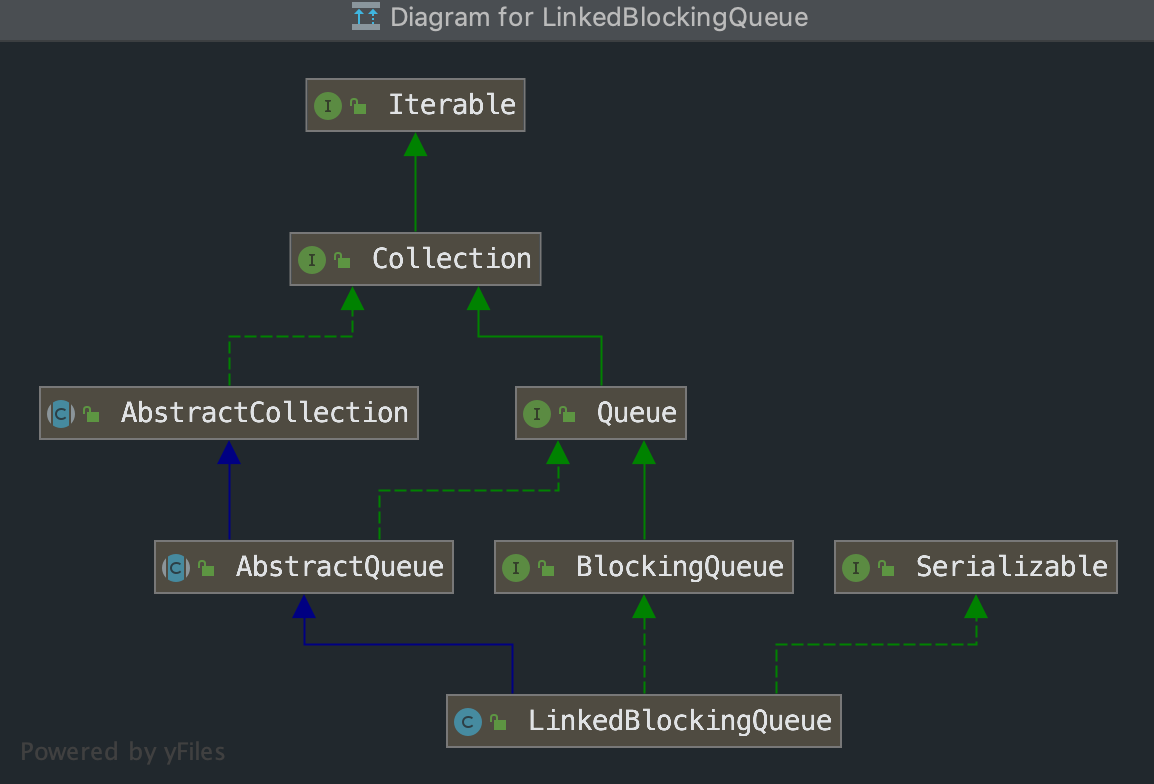 Diagram for LinkedBlockingQueue
I Iterable
I Collection
C AbstractCollection
I Queue
C AbstractQueue
I BlockingQueue
I Serializable
C LinkedBlockingQueue
Powered by yFiles